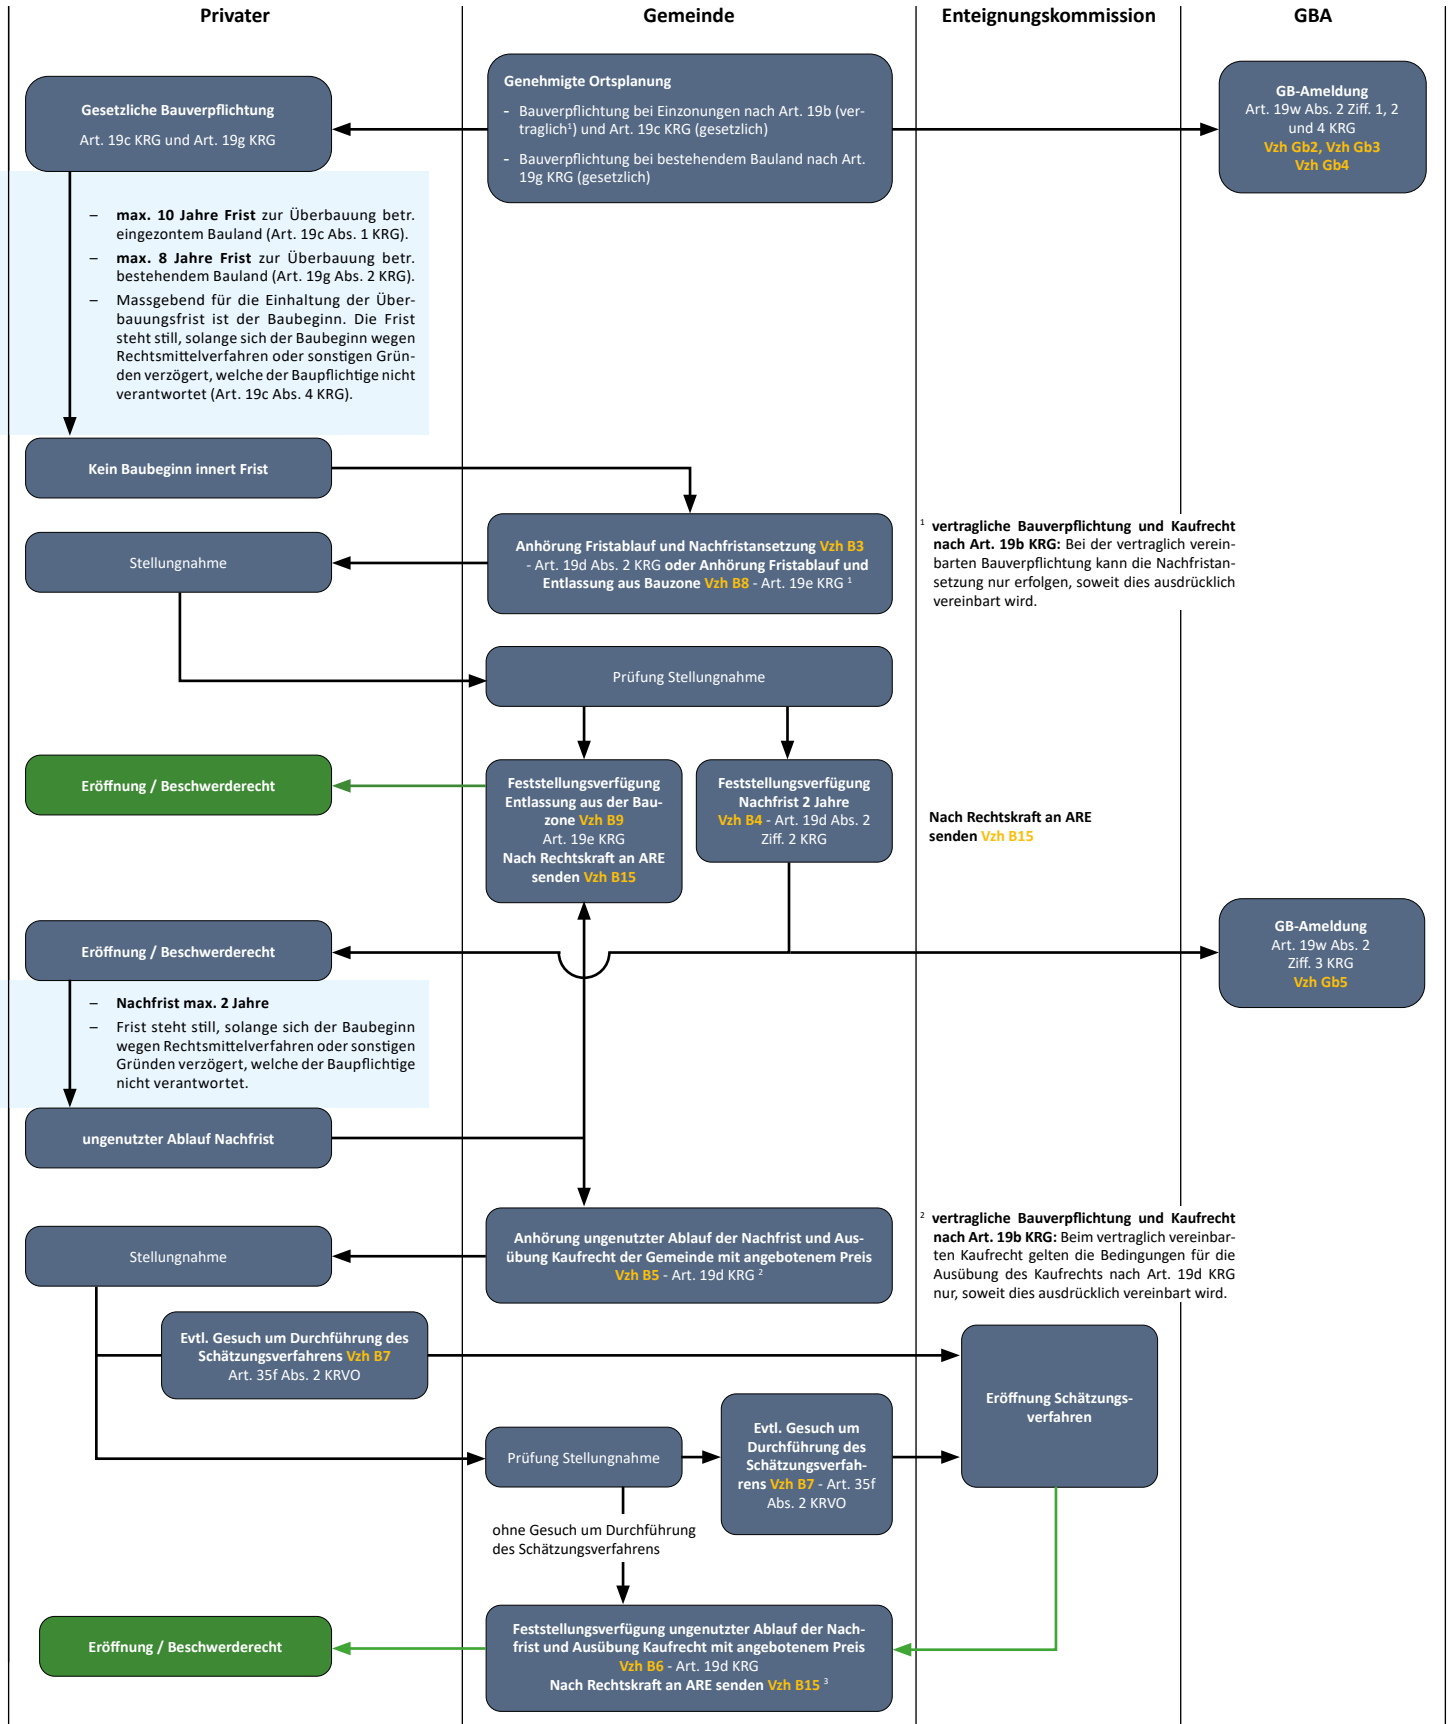 Privater
Gemeinde
Enteignungskommission
GBA
Gesetzliche Bauverpflichtung
Art. 19c KRG und Art. 19g KRG
Genehmigte Ortsplanung
- Bauverpflichtung bei Einzonungen nach Art. 19b (ver-
traglich¹) und Art. 19c KRG (gesetzlich)
- Bauverpflichtung bei bestehendem Bauland nach Art.
19g KRG (gesetzlich)
GB-Ameldung
Art. 19w Abs. 2 Ziff. 1, 2
und 4 KRG
Vzh Gb2, Vzh Gb3
Vzh Gb4
– max. 10 Jahre Frist zur Überbauung betr.
eingezontem Bauland (Art. 19c Abs. 1 KRG).
– max. 8 Jahre Frist zur Überbauung betr.
bestehendem Bauland (Art. 19g Abs. 2 KRG).
– Massgebend für die Einhaltung der Über-
bauungsfrist ist der Baubeginn. Die Frist
steht still, solange sich der Baubeginn wegen
Rechtsmittelverfahren oder sonstigen Grün-
den verzögert, welche der Baupflichtige nicht
verantwortet (Art. 19c Abs. 4 KRG).
Kein Baubeginn innert Frist
Anhörung Fristablauf und Nachfristansetzung Vzh B3
- Art. 19d Abs. 2 KRG oder Anhörung Fristablauf und
Entlassung aus Bauzone Vzh B8 - Art. 19e KRG ¹
¹ vertragliche Bauverpflichtung und Kaufrecht
nach Art. 19b KRG: Bei der vertraglich verein-
barten Bauverpflichtung kann die Nachfristan-
setzung nur erfolgen, soweit dies ausdrücklich
vereinbart wird.
Stellungnahme
Prüfung Stellungnahme
Eröffnung / Beschwerderecht
Feststellungsverfügung
Entlassung aus der Bau-
zone Vzh B9
Art. 19e KRG
Nach Rechtskraft an ARE
senden Vzh B15
Feststellungsverfügung
Nachfrist 2 Jahre
Vzh B4 - Art. 19d Abs. 2
Ziff. 2 KRG
Nach Rechtskraft an ARE
senden Vzh B15
Eröffnung / Beschwerderecht
GB-Ameldung
Art. 19w Abs. 2
Ziff. 3 KRG
Vzh Gb5
– Nachfrist max. 2 Jahre
– Frist steht still, solange sich der Baubeginn
wegen Rechtsmittelverfahren oder sonstigen
Gründen verzögert, welche der Baupflichtige
nicht verantwortet.
ungenutzter Ablauf Nachfrist
Stellungnahme
Anhörung ungenutzter Ablauf der Nachfrist und Aus-
übung Kaufrecht der Gemeinde mit angebotenem Preis
Vzh B5 - Art. 19d KRG ²
² vertragliche Bauverpflichtung und Kaufrecht
nach Art. 19b KRG: Beim vertraglich vereinbar-
ten Kaufrecht gelten die Bedingungen für die
Ausübung des Kaufrechts nach Art. 19d KRG
nur, soweit dies ausdrücklich vereinbart wird.
Evtl. Gesuch um Durchführung des
Schätzungsverfahrens Vzh B7
Art. 35f Abs. 2 KRVO
Eröffnung Schätzungs-
verfahren
Prüfung Stellungnahme
Evtl. Gesuch um
Durchführung des
Schätzungsverfah-
rens Vzh B7 - Art. 35f
Abs. 2 KRVO
ohne Gesuch um Durchführung
des Schätzungsverfahrens
Eröffnung / Beschwerderecht
Feststellungsverfügung ungenutzter Ablauf der Nach-
frist und Ausübung Kaufrecht mit angebotenem Preis
Vzh B6 - Art. 19d KRG
Nach Rechtskraft an ARE senden Vzh B15 ³